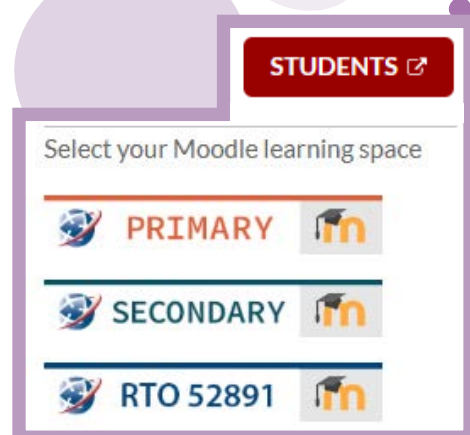 STUDENTS
Select your Moodle learning space
PRIMARY m
SECONDARY m
RTO 52891 m